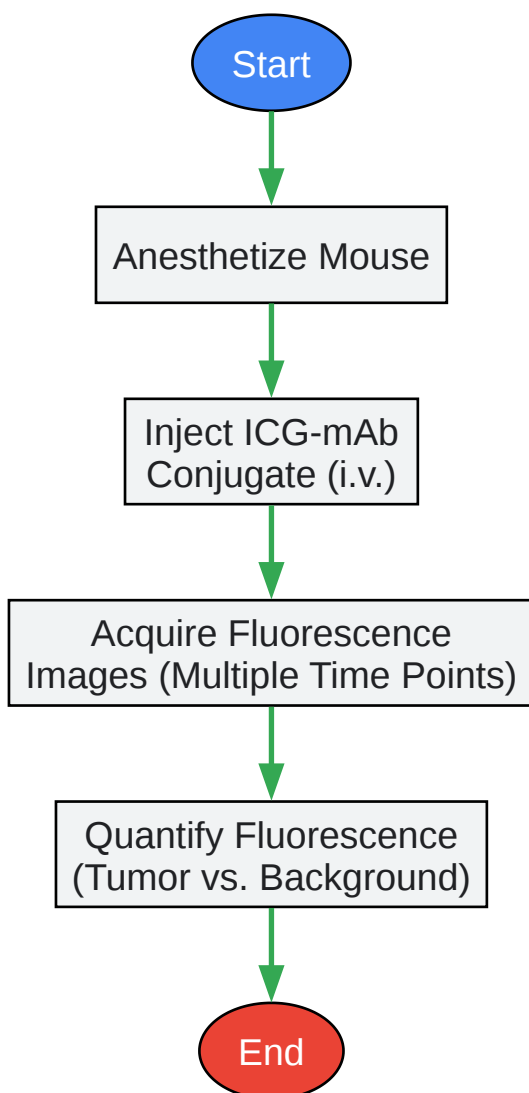 Start
Anesthetize Mouse
Inject ICG-mAb
Conjugate (i.v.)
Acquire Fluorescence
Images (Multiple Time Points)
Quantify Fluorescence
(Tumor vs. Background)
End